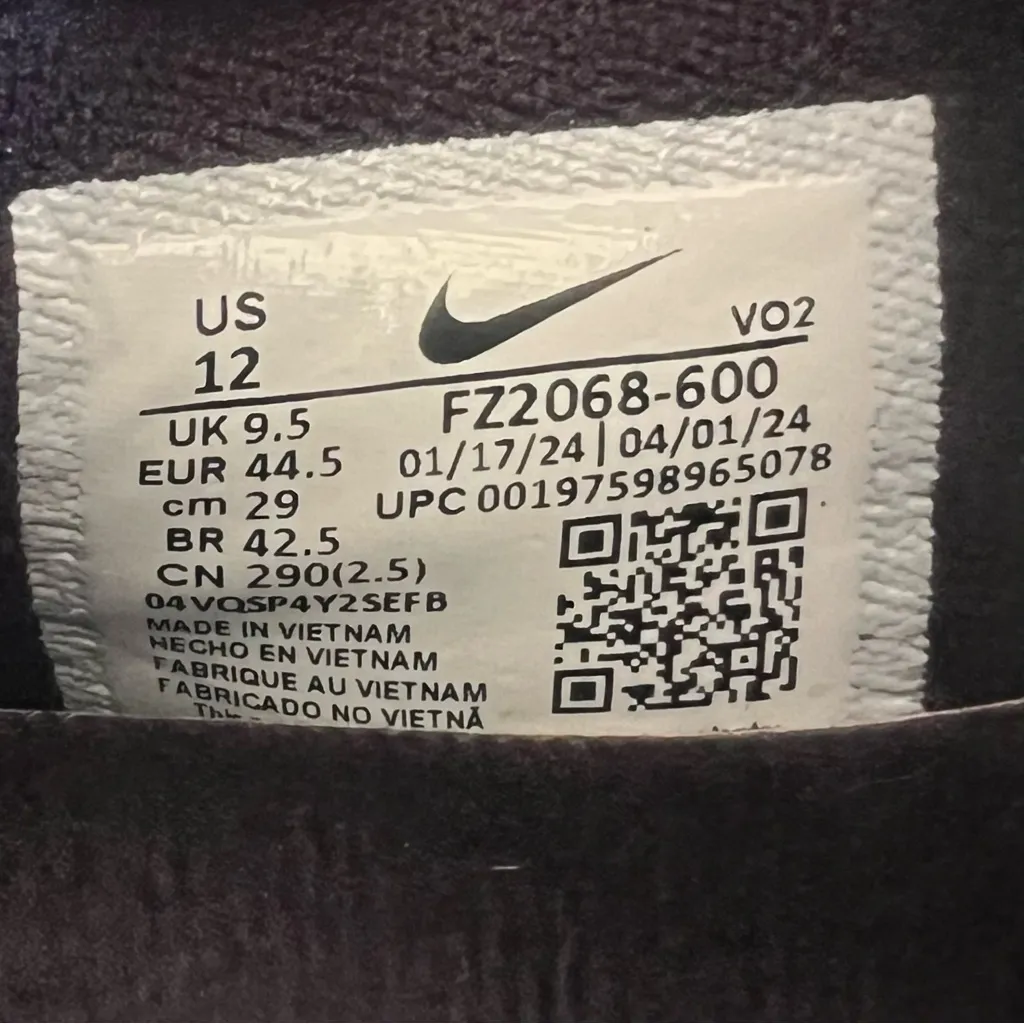 US
12
VO2
UK 9.5
EUR 44.5
cm 29
BR 42.5
CN 290(2.5)
FZ2068-600
01/17/24 | 04/01/24
UPC 00197598965078
04VQSP4Y2SEFB
MADE IN VIETNAM
HECHO EN VIETNAM
FABRIQUE AU VIETNAM
FABRICADO NO VIETNÃ